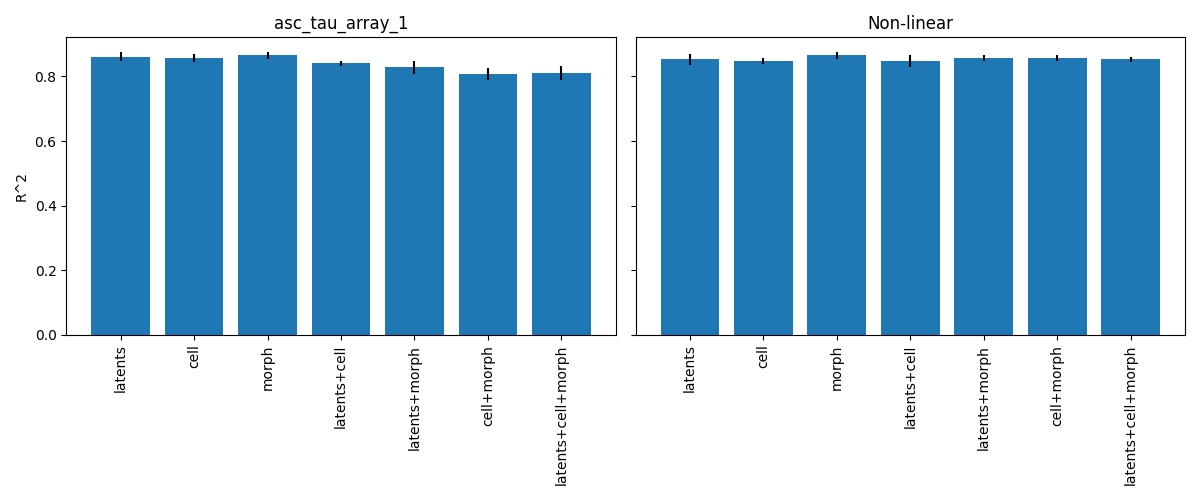 asc_tau_array_1
R^2
0.8
0.6
0.4
0.2
0.0
latents
cell
morph
latents+cell
latents+morph
cell+morph
latents+cell+morph
Non-linear
latents
cell
morph
latents+cell
latents+morph
cell+morph
latents+cell+morph